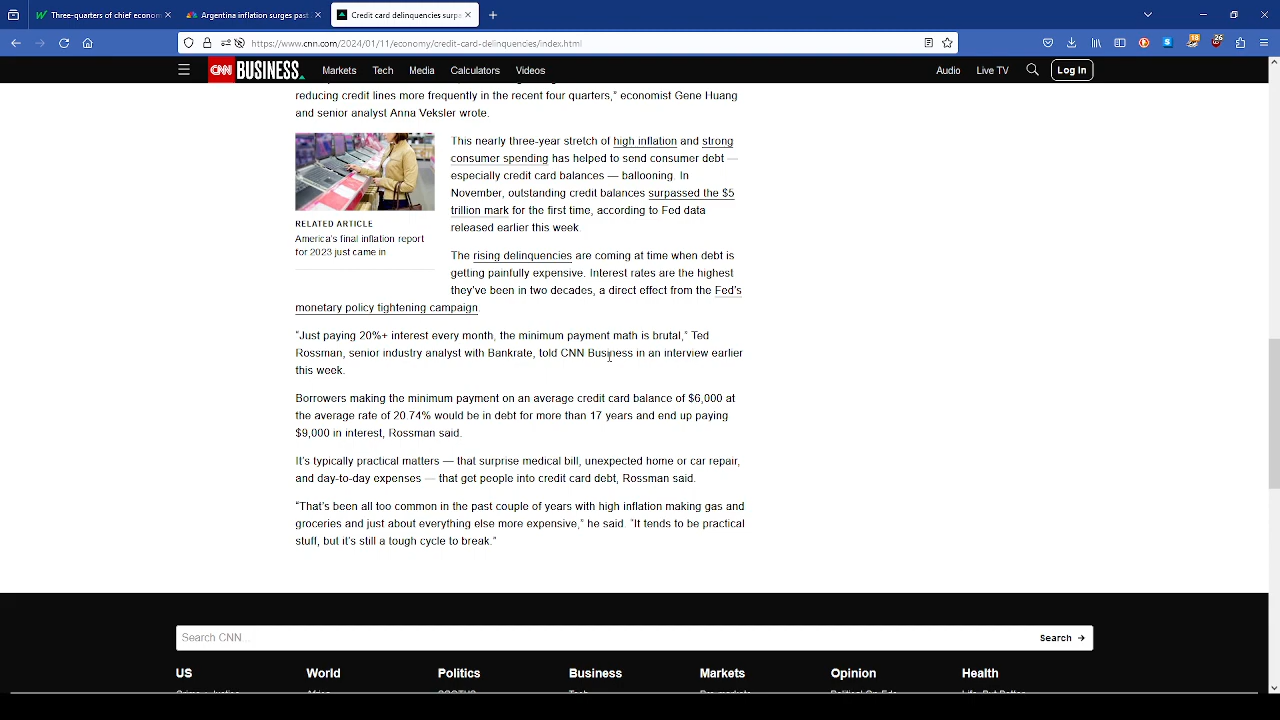 Three reasons the economy
Argentina inflation surges past
Credit card delinquencies surpa
https://www.cnn.com/2024/01/11/economy/credit-card-delinquencies/index.html
CNN BUSINESS
Markets Tech Media Calculators Videos
Audio Live TV Log In
reducing credit lines more frequently in the recent four quarters,” economist Gene Huang
and senior analyst Anna Veksler wrote.
This nearly three-year stretch of high inflation and strong
consumer spending has helped to send consumer debt —
especially credit card balances — ballooning. In
November, outstanding credit balances surpassed the $5
trillion mark for the first time, according to Fed data
released earlier this week.
RELATED ARTICLE
America's final inflation report
for 2023 just came in
The rising delinquencies are coming at time when debt is
getting painfully expensive. Interest rates are the highest
they’ve been in two decades, a direct effect from the Fed’s
monetary policy tightening campaign.
“Just paying 20%+ interest every month, the minimum payment math is brutal,” Ted
Rossman, senior industry analyst with Bankrate, told CNN Business in an interview earlier
this week.
Borrowers making the minimum payment on an average credit card balance of $6,000 at
the average rate of 20.74% would be in debt for more than 17 years and end up paying
$9,000 in interest, Rossman said.
It’s typically practical matters — that surprise medical bill, unexpected home or car repair,
and day-to-day expenses — that get people into credit card debt, Rossman said.
“That’s been all too common in the past couple of years with high inflation making gas and
groceries and just about everything else more expensive,” he said. “It tends to be practical
stuff, but it’s still a tough cycle to break.”
Search CNN...
Search →
US World Politics Business Markets Opinion Health